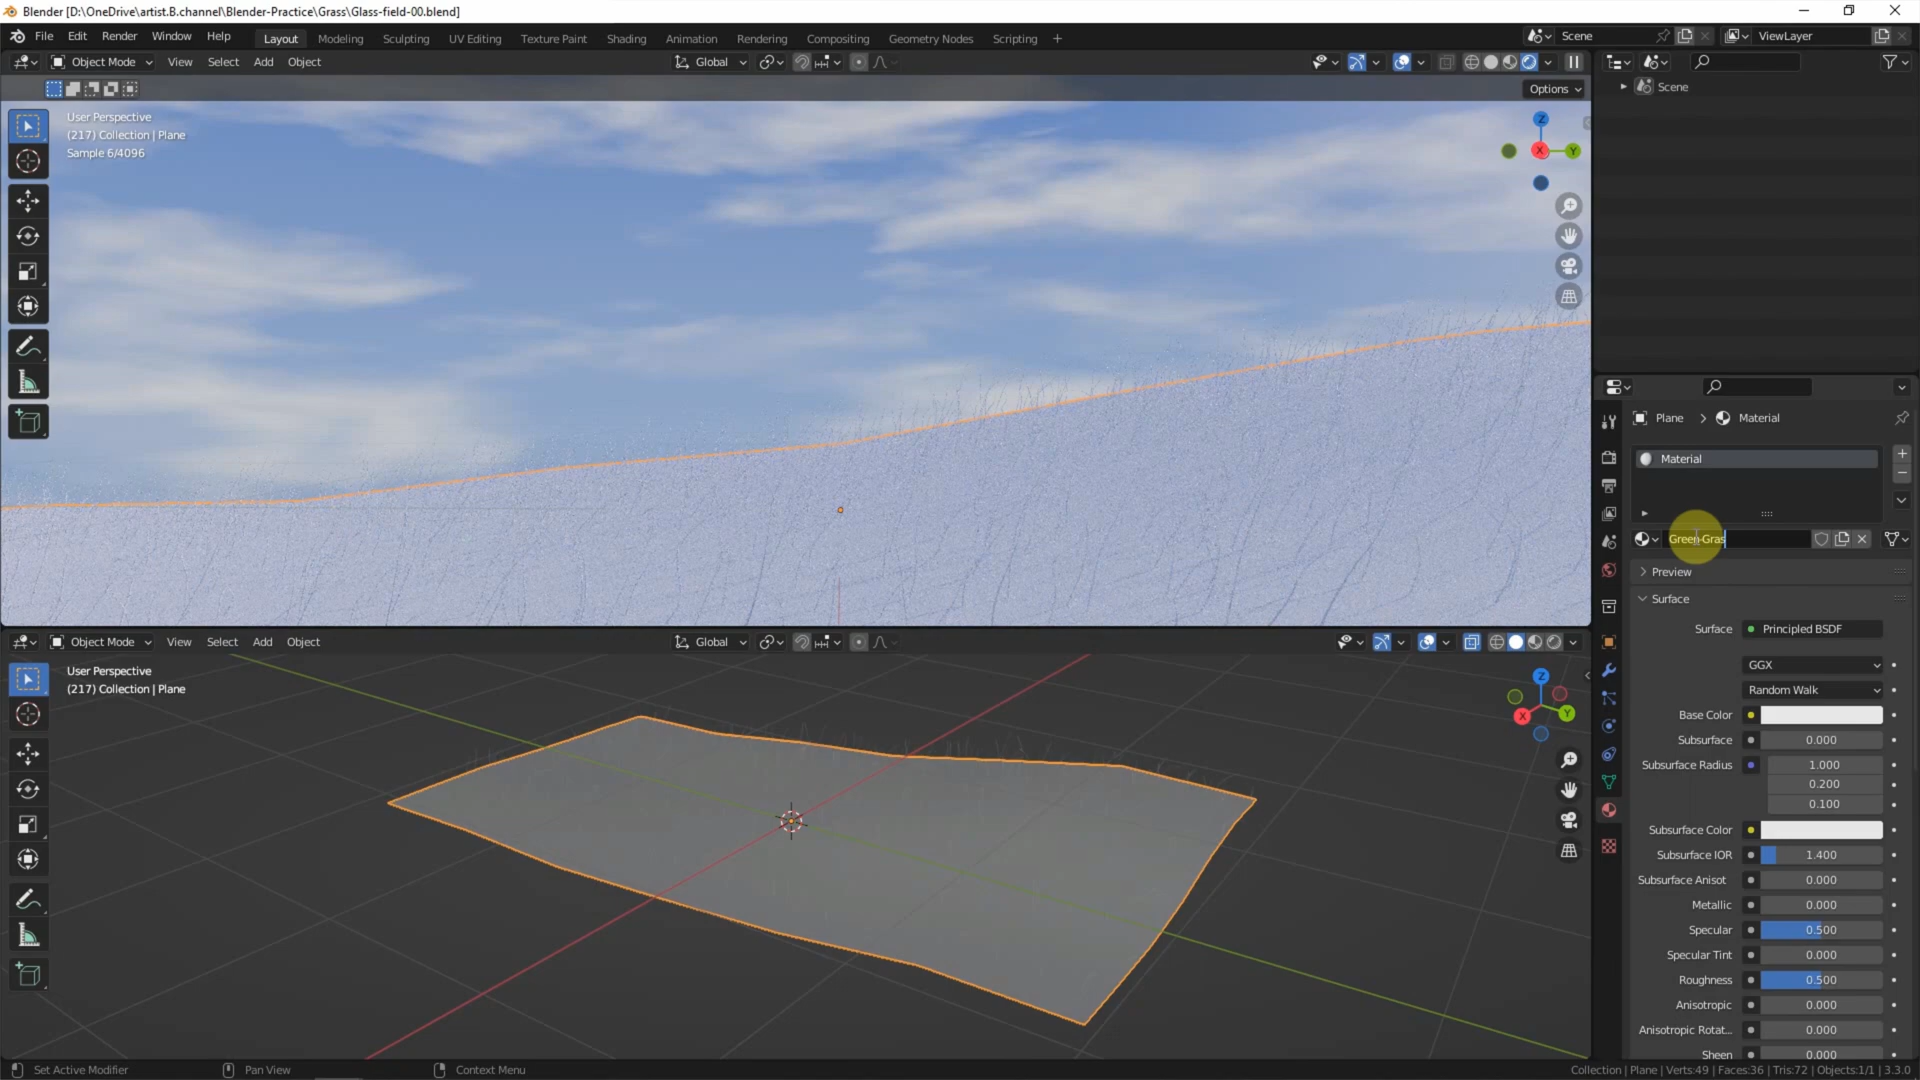 Blender [D:\OneDrive\artist.B.channel\Blender-Practice\Grass\Glass-field-00.blend]
File Edit Render Window Help Layout Modeling Sculpting UV Editing Texture Paint Shading Animation Rendering Compositing Geometry Nodes Scripting + Scene ViewLayer
Object Mode View Select Add Object Global
Options
User Perspective
(217) Collection | Plane
Sample 6/4096
Z
X
Y
Scene
Plane > Material
Material
Green-Gras
Preview
Surface
Surface Principled BSDF
GGX
Random Walk
Base Color
Subsurface 0.000
Subsurface Radius 1.000
0.200
0.100
Subsurface Color
Subsurface IOR 1.400
Subsurface Anisot 0.000
Metallic 0.000
Specular 0.500
Specular Tint 0.000
Roughness 0.500
Anisotropic 0.000
Anisotropic Rotat... 0.000
Sheen 0.000
Object Mode View Select Add Object Global
User Perspective
(217) Collection | Plane
Z
X
Y
Set Active Modifier Pan View Context Menu Collection | Plane | Verts:49 | Faces:36 | Tris:72 | Objects:1/1 | 3.3.0